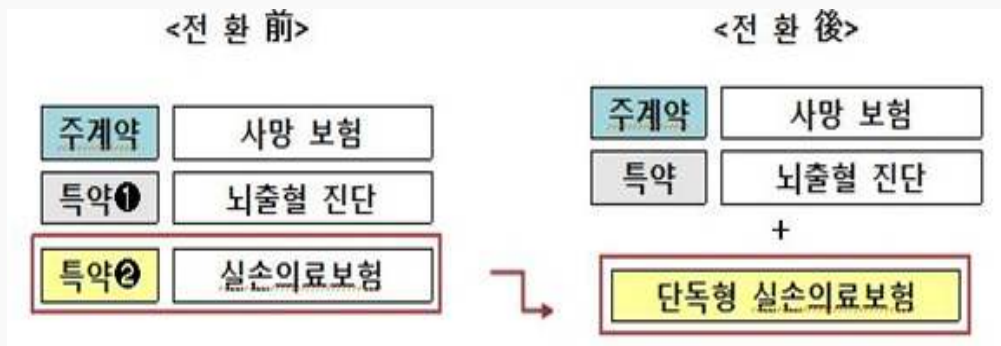 <전 환 前>
주계약 사망 보험
특약❶ 뇌출혈 진단
특약❷ 실손의료보험
<전 환 後>
주계약 사망 보험
특약 뇌출혈 진단
+
단독형 실손의료보험